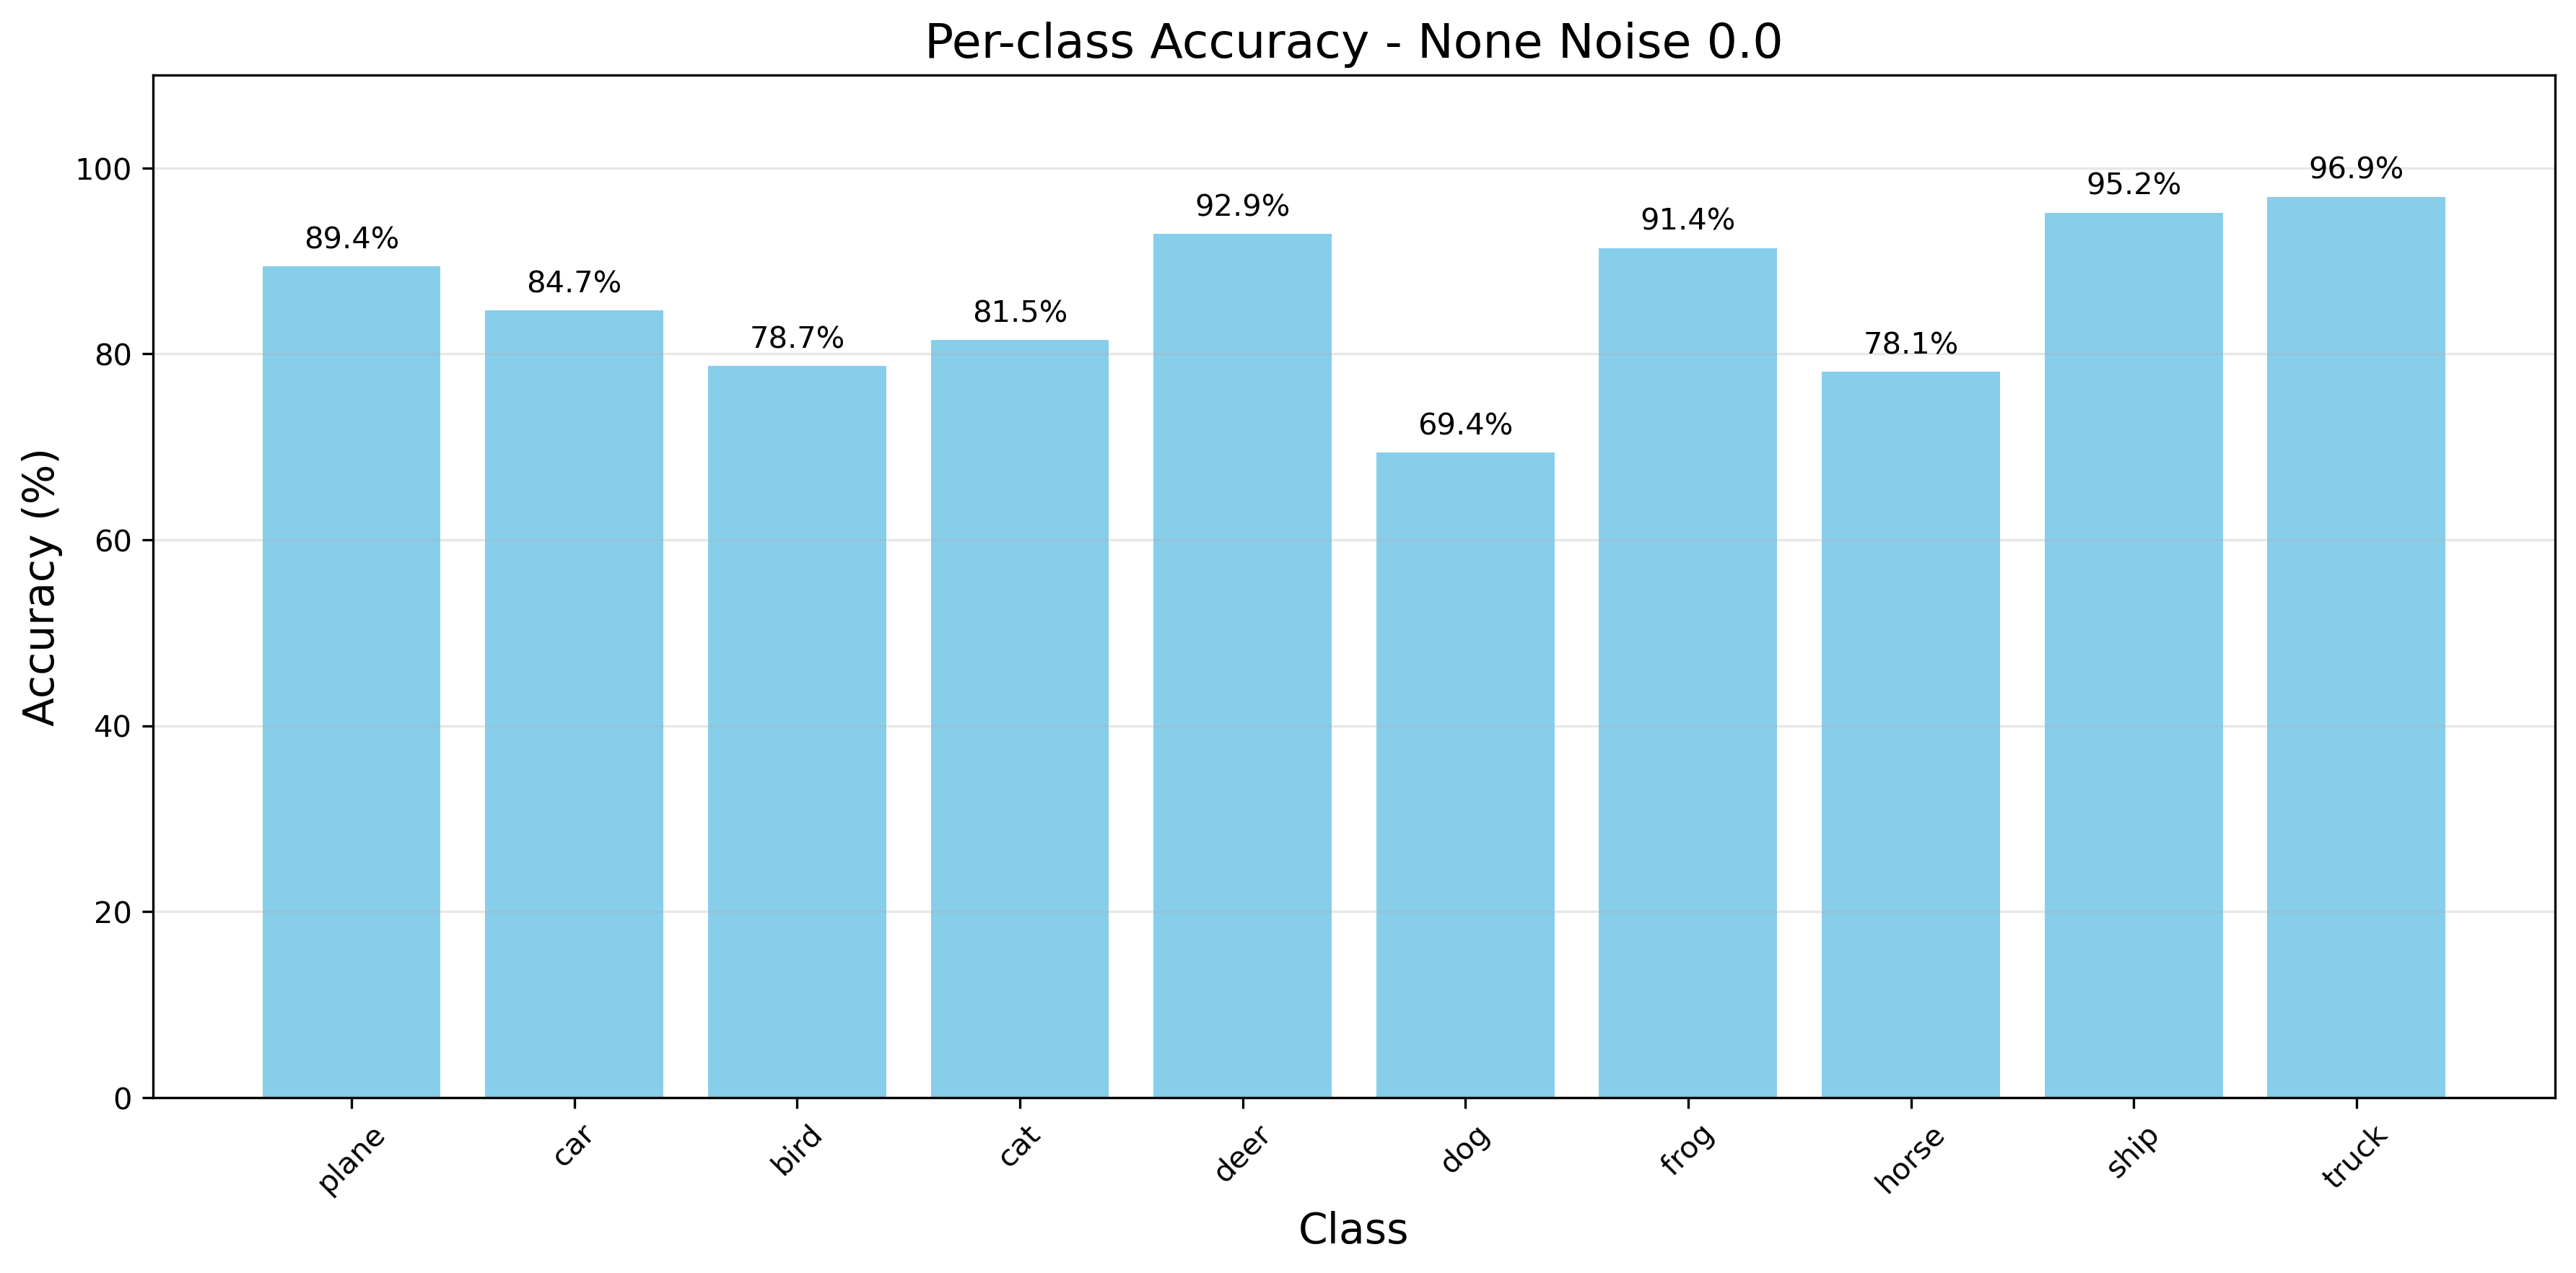 Per-class Accuracy - None Noise 0.0
Accuracy (%)
100
80
60
40
20
0
89.4%
84.7%
78.7%
81.5%
92.9%
69.4%
91.4%
78.1%
95.2%
96.9%
plane
car
bird
cat
deer
dog
frog
horse
ship
truck
Class